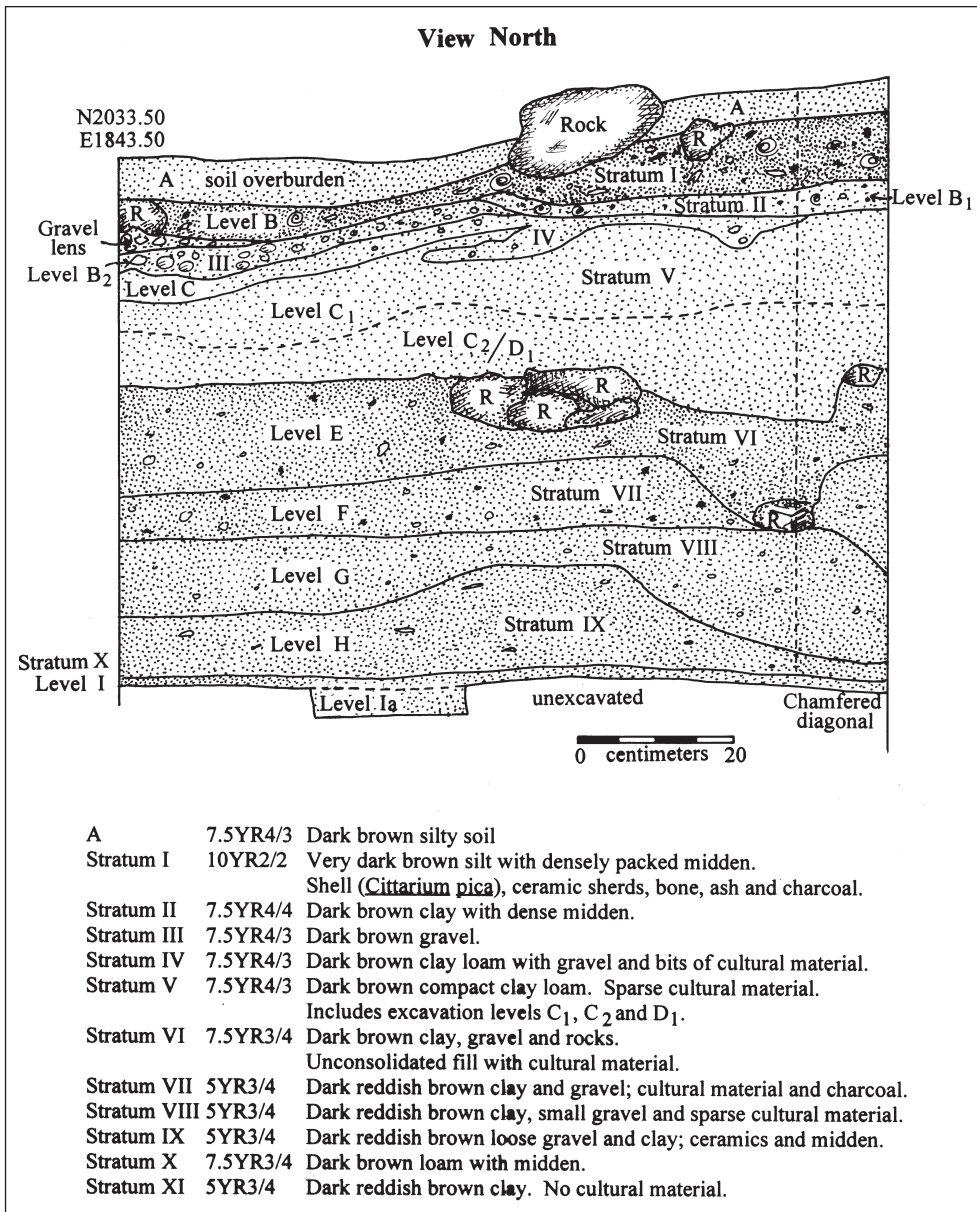 View North
N2033.50
E1843.50
Rock
A
R
Stratum I
A soil overburden
R
Level B
Stratum II
Level B1
Gravel
lens
III
IV
Level B2
Level C
Stratum V
Level C1
Level C2/D1
R
R
R
R
Level E
Stratum VI
Stratum VII
Level F
R
Stratum VIII
Level G
Stratum IX
Level H
Stratum X
Level I
Level Ia
unexcavated
Chamfered
diagonal
0 centimeters 20
A 7.5YR4/3 Dark brown silty soil
Stratum I 10YR2/2 Very dark brown silt with densely packed midden.
Shell (Cittarium pica), ceramic sherds, bone, ash and charcoal.
Stratum II 7.5YR4/4 Dark brown clay with dense midden.
Stratum III 7.5YR4/3 Dark brown gravel.
Stratum IV 7.5YR4/3 Dark brown clay loam with gravel and bits of cultural material.
Stratum V 7.5YR4/3 Dark brown compact clay loam. Sparse cultural material.
Includes excavation levels C1, C2 and D1.
Stratum VI 7.5YR3/4 Dark brown clay, gravel and rocks.
Unconsolidated fill with cultural material.
Stratum VII 5YR3/4 Dark reddish brown clay and gravel; cultural material and charcoal.
Stratum VIII 5YR3/4 Dark reddish brown clay, small gravel and sparse cultural material.
Stratum IX 5YR3/4 Dark reddish brown loose gravel and clay; ceramics and midden.
Stratum X 7.5YR3/4 Dark brown loam with midden.
Stratum XI 5YR3/4 Dark reddish brown clay. No cultural material.